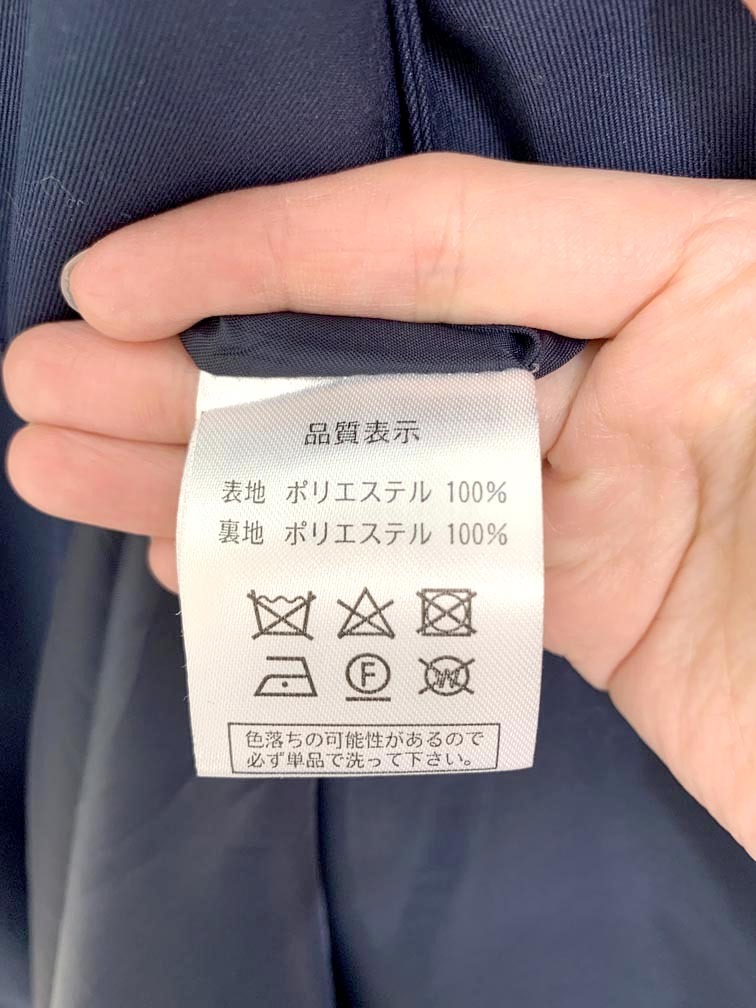 品質表示
表地 ポリエステル 100%
裏地 ポリエステル 100%
F
W
色落ちの可能性があるので
必ず単品で洗って下さい。